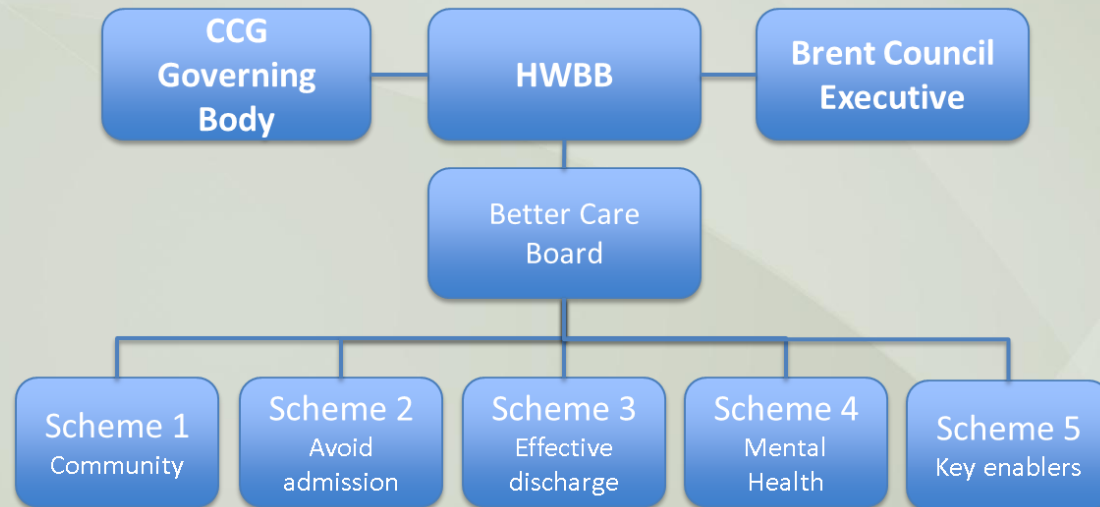 CCG
Governing
Body
HWBB
Brent Council
Executive
Better Care
Board
Scheme 1
Community
Scheme 2
Avoid
admission
Scheme 3
Effective
discharge
Scheme 4
Mental
Health
Scheme 5
Key enablers